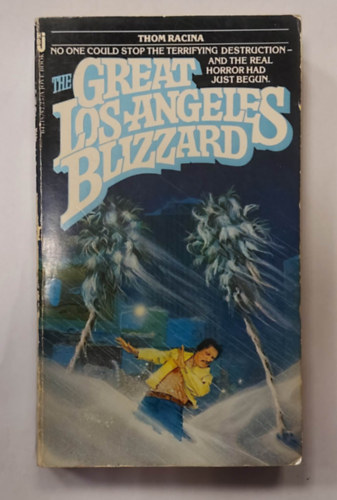 THOM RACINA
NO ONE COULD STOP THE TERRIFYING DESTRUCTION–
AND THE REAL
HORROR HAD
JUST BEGUN.
THE GREAT
LOS ANGELES
BLIZZARD